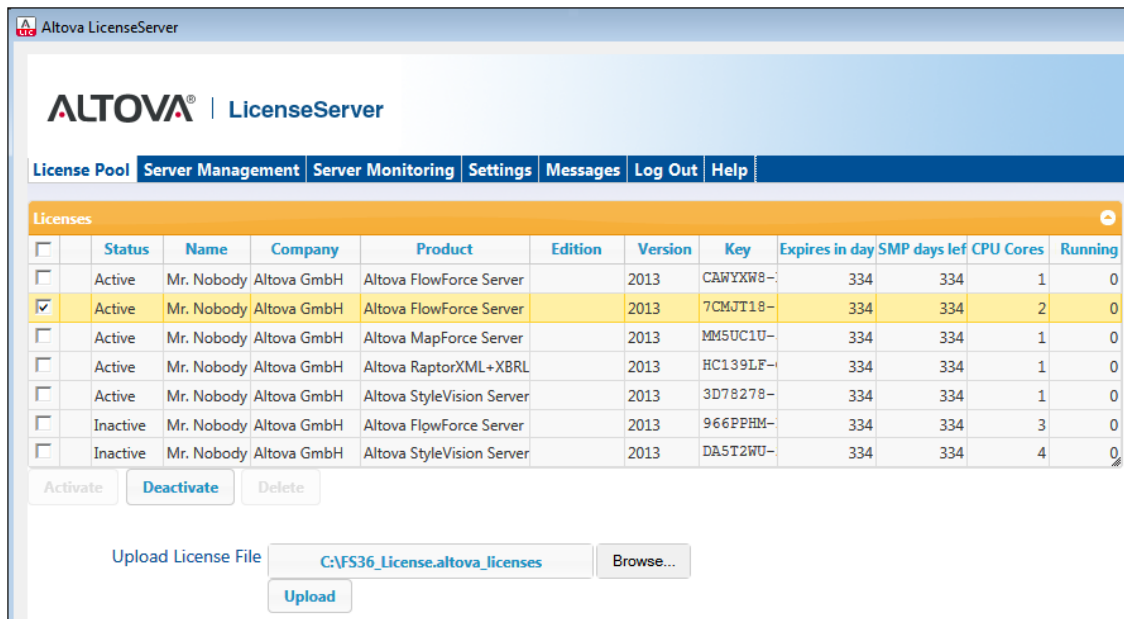 Altova LicenseServer
ALTOVA® | LicenseServer
License Pool Server Management Server Monitoring Settings Messages Log Out Help
Licenses
Status Name Company Product Edition Version Key Expires in day SMP days lef CPU Cores Running
Active Mr. Nobody Altova GmbH Altova FlowForce Server 2013 CAWYXW8- 334 334 1 0
Active Mr. Nobody Altova GmbH Altova FlowForce Server 2013 7CMJT18- 334 334 2 0
Active Mr. Nobody Altova GmbH Altova MapForce Server 2013 MM5UC1U- 334 334 1 0
Active Mr. Nobody Altova GmbH Altova RaptorXML+XBRL 2013 HC139LF- 334 334 1 0
Active Mr. Nobody Altova GmbH Altova StyleVision Server 2013 3D78278- 334 334 1 0
Inactive Mr. Nobody Altova GmbH Altova FlowForce Server 2013 966PPHM- 334 334 3 0
Inactive Mr. Nobody Altova GmbH Altova StyleVision Server 2013 DA5T2WU- 334 334 4 0
Activate Deactivate Delete
Upload License File C:\FS36_License.altova_licenses Browse...
Upload